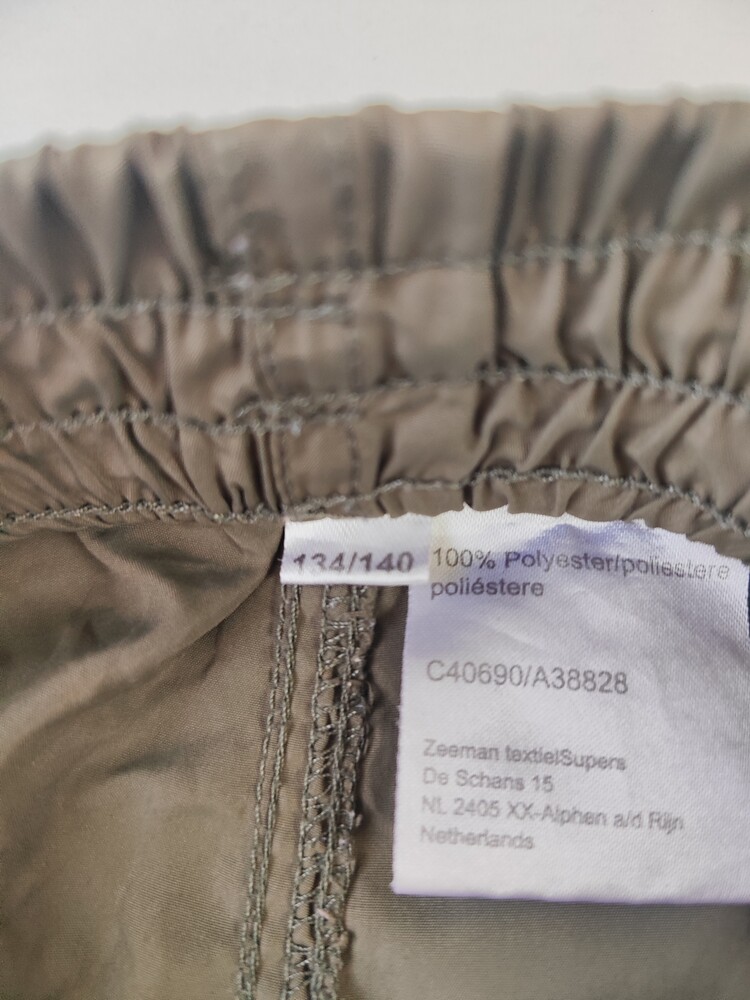 134/140
100% Polyester/poliestere
poliéstere
C40690/A38828
Zeeman textielSupers
De Schans 15
NL 2405 XX-Alphen a/d Rijn
Netherlands